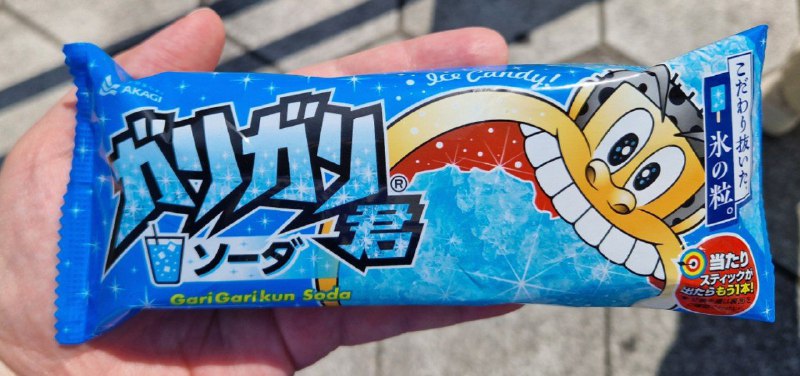 AKAGI
Ice Candy!
ガリガリ
君
®
ソーダ
GariGarikun Soda
こだわり抜いた、
氷の粒。
当たり
スティックが
出たらもう1本!